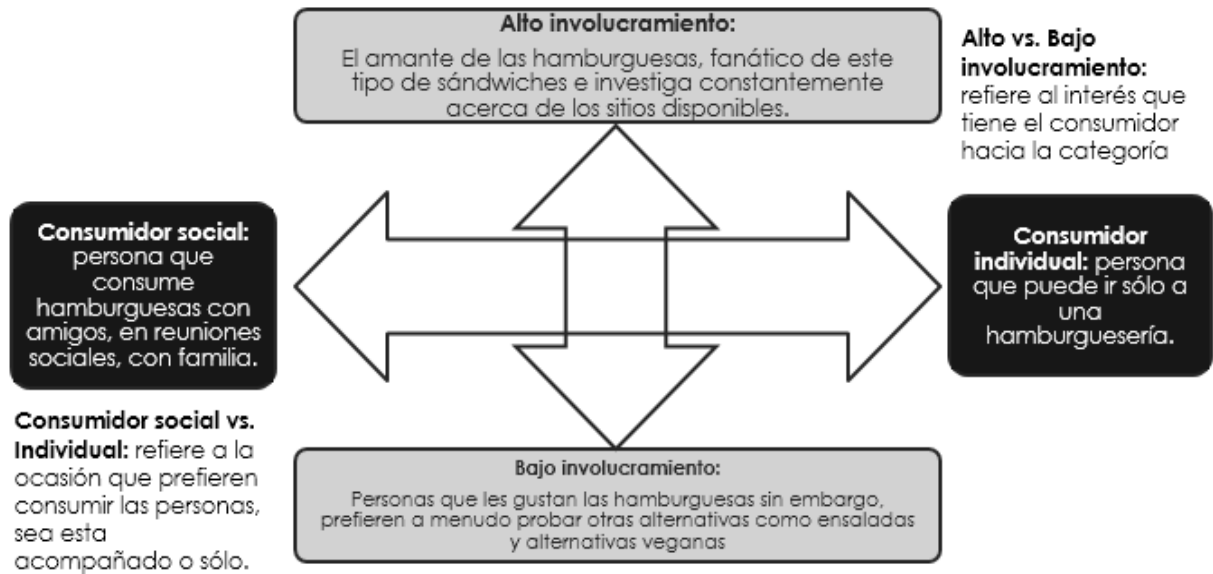 Alto involucramiento:
El amante de las hamburguesas, fanático de este
tipo de sándwiches e investiga constantemente
acerca de los sitios disponibles.
Alto vs. Bajo
involucramiento:
refiere al interés que
tiene el consumidor
hacia la categoría
Consumidor social:
persona que
consume
hamburguesas con
amigos, en reuniones
sociales, con familia.
Consumidor
individual: persona
que puede ir sólo a
una
hamburguesería.
Consumidor social vs.
Individual: refiere a la
ocasión que prefieren
consumir las personas,
sea esta
acompañado o sólo.
Bajo involucramiento:
Personas que les gustan las hamburguesas sin embargo,
prefieren a menudo probar otras alternativas como ensaladas
y alternativas veganas